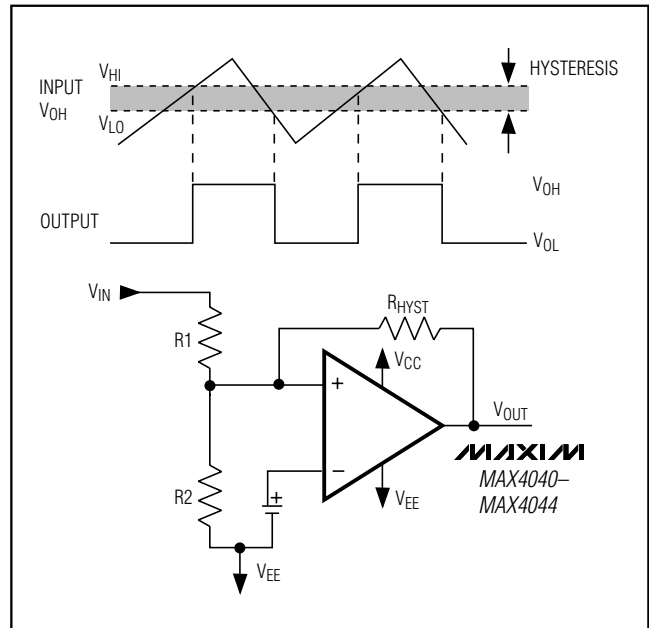 V_HI
HYSTERESIS
INPUT
V_OH
V_LO
V_OH
OUTPUT
V_OL
V_IN
R_HYST
R1
V_CC
+
V_OUT
MAXIM
−
MAX4040–
MAX4044
R2
+
V_EE
V_EE